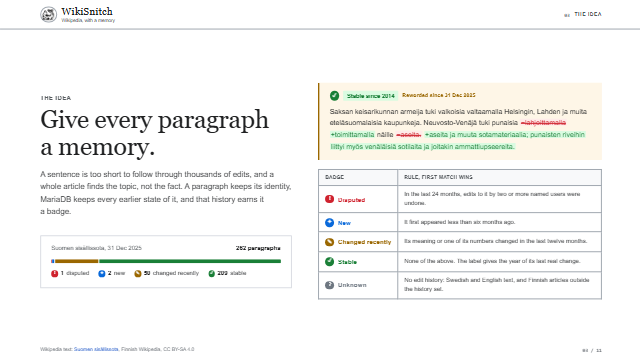 WikiSnitch
Wikipedia, with a memory
THE IDEA
THE IDEA
Give every paragraph
a memory.
A sentence is too short to follow through thousands of edits, and a
whole article finds the topic, not the fact. A paragraph keeps its identity,
MariaDB keeps every earlier state of it, and that history earns it
a badge.
Suomen sisällissota, 31 Dec 2025 262 paragraphs
1 disputed 2 new 50 changed recently 209 stable
Stable since 2014 Reworded since 31 Dec 2025
Saksan keisarikunnan armeija tuki valkoisia valtaamalla Helsingin, Lahden ja muita
eteläsuomalaisia kaupunkeja. Neuvosto-Venäjä tuki punaisia −lahjoittamalla
+toimittamalla näille −aseita. +aseita ja muuta sotamateriaalia; punaisten riveihin
liittyi myös venäläisiä sotilaita ja joitakin ammattiupseereita.
BADGE RULE, FIRST MATCH WINS
Disputed In the last 24 months, edits to it by two or more named users were
undone.
New It first appeared less than six months ago.
Changed recently Its meaning or one of its numbers changed in the last twelve months.
Stable None of the above. The label gives the year of its last real change.
Unknown No edit history: Swedish and English text, and Finnish articles outside
the history set.
Wikipedia text: Suomen sisällissota, Finnish Wikipedia, CC BY-SA 4.0
/ 11